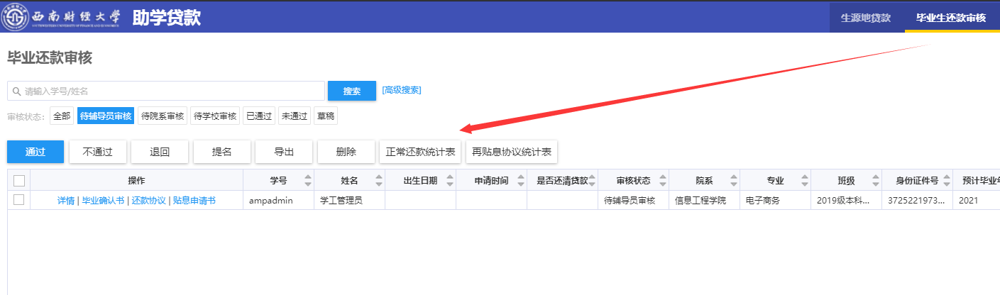 西南财经大学 助学贷款 生源地贷款 毕业生还款审核
SOUTHWESTERN UNIVERSITY OF FINANCE AND ECONOMICS
毕业还款审核
请输入学号/姓名 搜索 [高级搜索]
审核状态: 全部 待辅导员审核 待院系审核 待学校审核 已通过 未通过 草稿
通过 不通过 退回 提名 导出 删除 正常还款统计表 再贴息协议统计表
操作 学号 姓名 出生日期 申请时间 是否还清贷款 审核状态 院系 专业 班级 身份证件号 预计毕业年
详情 | 毕业确认书 | 还款协议 | 贴息申请书 ampadmin 学工管理员 待辅导员审核 信息工程学院 电子商务 2019级本科... 3725221973... 2021